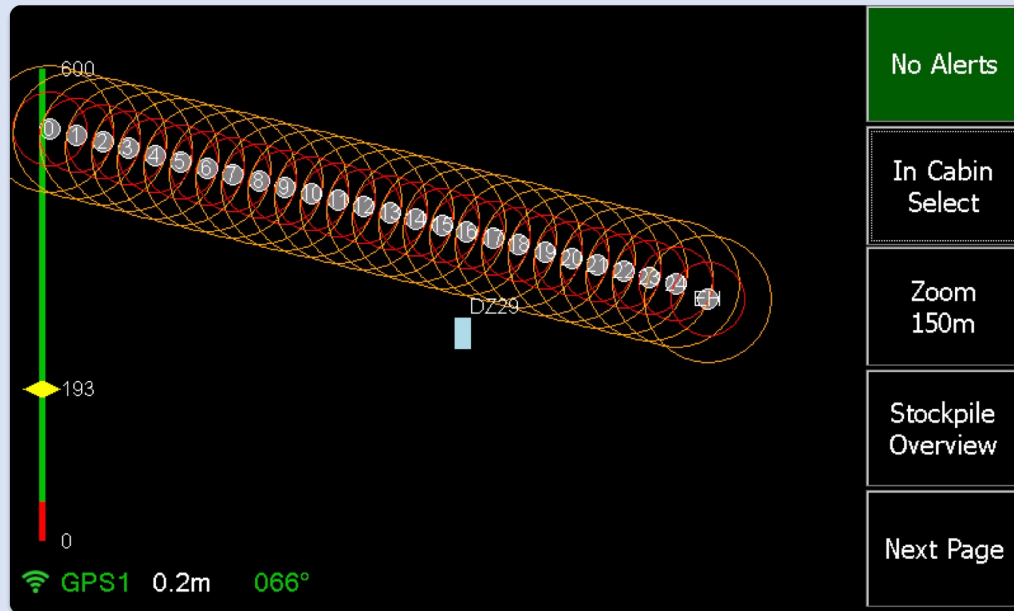 600
0
1
2
3
4
5
6
7
8
9
10
11
12
13
14
15
16
17
18
19
20
21
22
23
24
EH
DZ29
193
0
GPS1 0.2m 066°
No Alerts
In Cabin
Select
Zoom
150m
Stockpile
Overview
Next Page